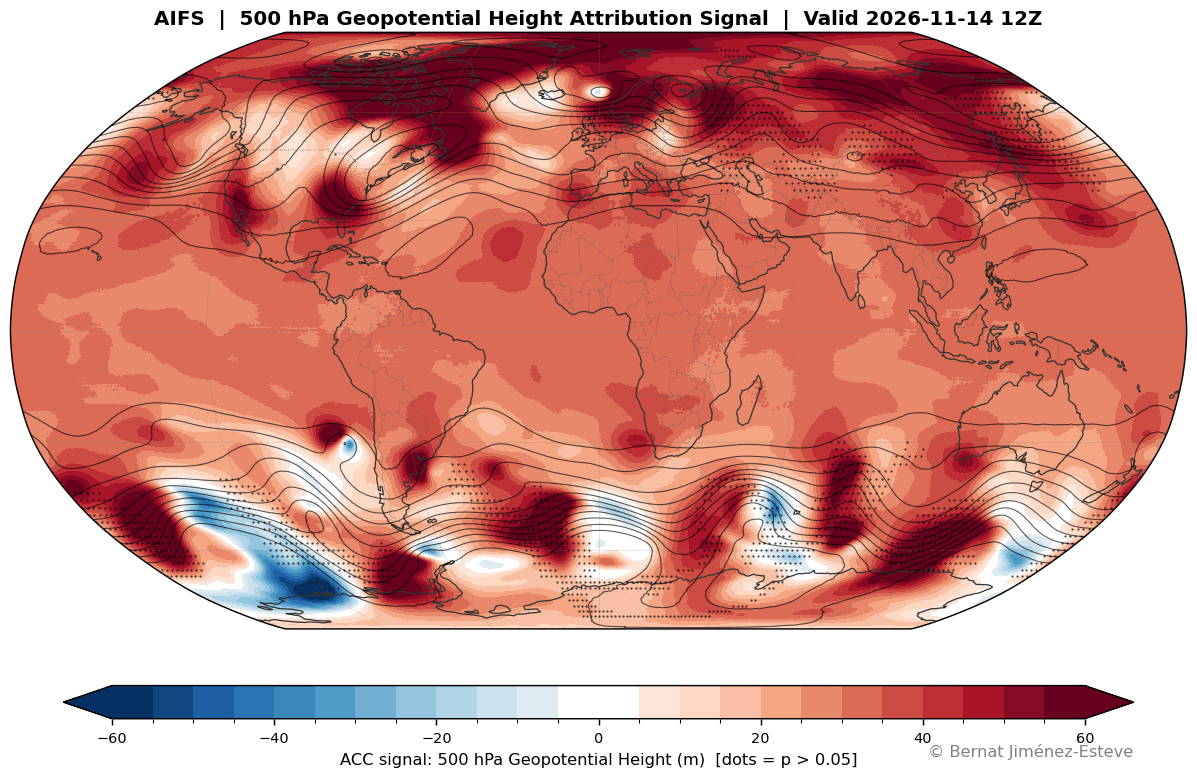 AIFS | 500 hPa Geopotential Height Attribution Signal | Valid 2026-11-14 12Z
−60 −40 −20 0 20 40 60
ACC signal: 500 hPa Geopotential Height (m) [dots = p > 0.05]
© Bernat Jiménez-Esteve